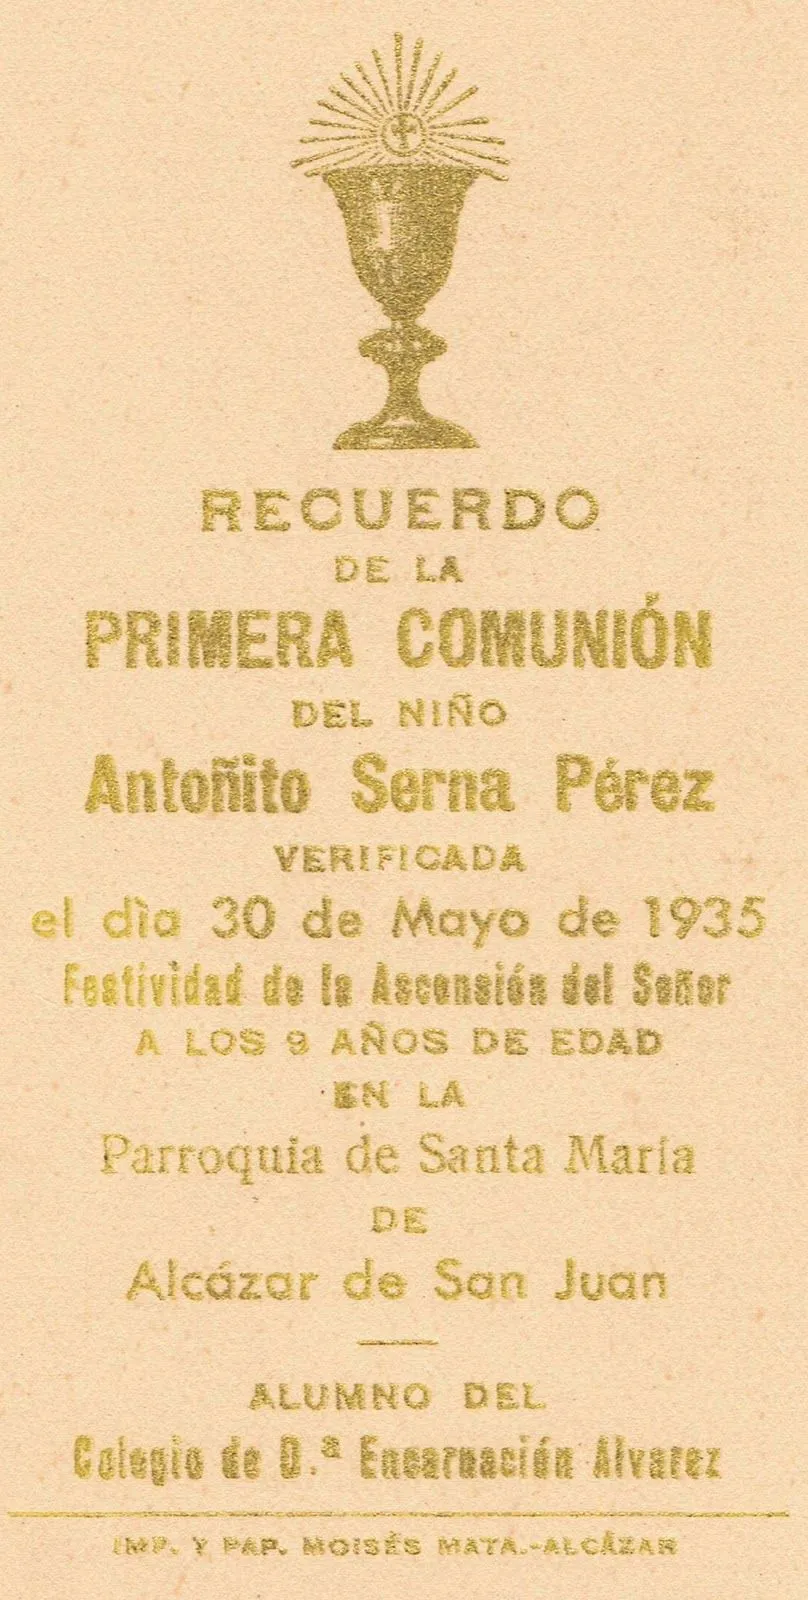 RECUERDO
DE LA
PRIMERA COMUNIÓN
DEL NIÑO
Antoñito Serna Pérez
VERIFICADA
el dìa 30 de Mayo de 1935
Festividad de la Ascensión del Señor
A LOS 9 AÑOS DE EDAD
EN LA
Parroquia de Santa María
DE
Alcázar de San Juan
ALUMNO DEL
Colegio de D.ª Encarnación Alvarez
IMP. Y PAP. MOISÉS MATA.-ALCÁZAR